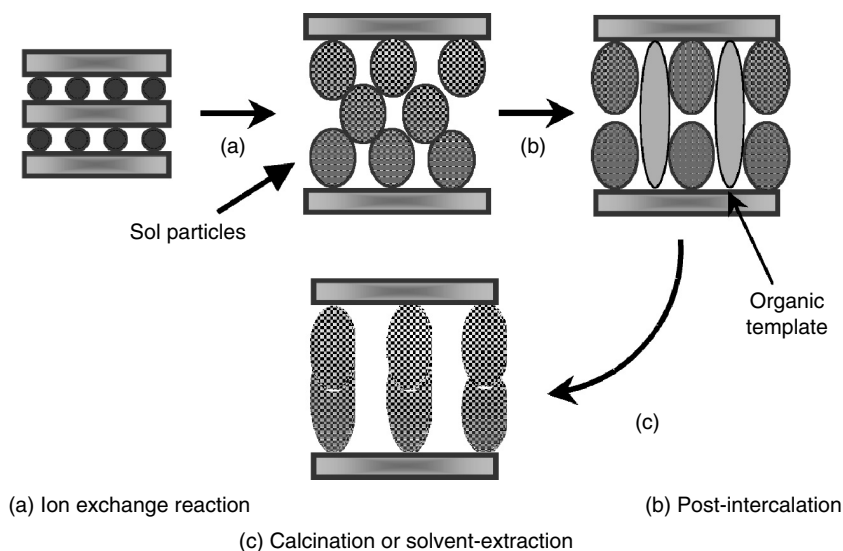 (a)
(b)
Sol particles
Organic
template
(c)
(a) Ion exchange reaction
(b) Post-intercalation
(c) Calcination or solvent-extraction